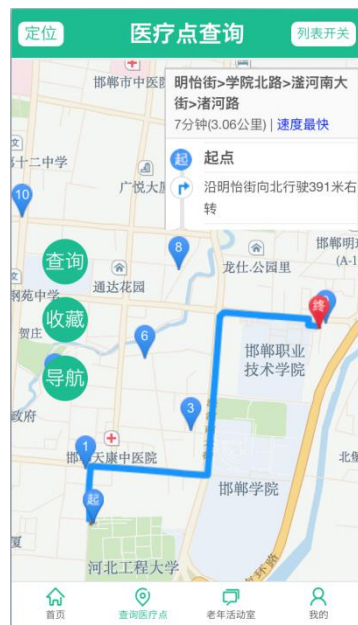 定位
医疗点查询
列表开关
邯郸市中医
明怡街>学院北路>滏河南大
街>渚河路
7分钟(3.06公里) | 速度最快
起 起点
沿明怡街向北行驶391米右
转
十二中学
广悦大
10
8
龙仕.公园里
邯郸明
(A-1
查询
通达花园
苑中学
收藏
终
贺庄
6
邯郸职业
技术学院
导航
3
政府
1
邯
天康中医院
北
邯郸学院
起
厦
河北工程大学
环路
首页
查询医疗点
老年活动室
我的